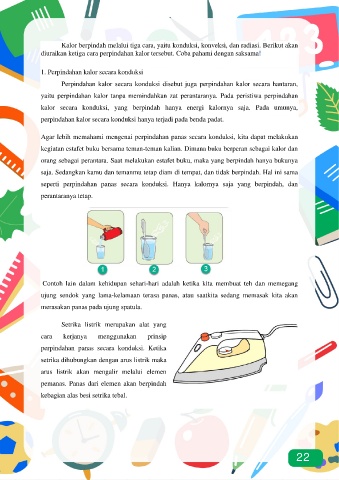 Kalor berpindah melalui tiga cara, yaitu konduksi, konveksi, dan radiasi. Berikut akan
diuraikan ketiga cara perpindahan kalor tersebut. Coba pahami dengan saksama!
1. Perpindahan kalor secara konduksi
Perpindahan kalor secara konduksi disebut juga perpindahan kalor secara hantaran,
yaitu perpindahan kalor tanpa memindahkan zat perantaranya. Pada peristiwa perpindahan
kalor secara konduksi, yang berpindah hanya energi kalornya saja. Pada umumya,
perpindahan kalor secara konduksi hanya terjadi pada benda padat.
Agar lebih memahami mengenai perpindahan panas secara konduksi, kita dapat melakukan
kegiatan estafet buku bersama teman-teman kalian. Dimana buku berperan sebagai kalor dan
orang sebagai perantara. Saat melakukan estafet buku, maka yang berpindah hanya bukunya
saja. Sedangkan kamu dan temanmu tetap diam di tempat, dan tidak berpindah. Hal ini sama
seperti perpindahan panas secara konduksi. Hanya kalornya saja yang berpindah, dan
perantaranya tetap.
1 2 3
Contoh lain dalam kehidupan sehari-hari adalah ketika kita membuat teh dan memegang
ujung sendok yang lama-kelamaan terasa panas, atau saatkita sedang memasak kita akan
merasakan panas pada ujung spatula.
Setrika listrik merupakan alat yang
cara kerjanya menggunakan prinsip
perpindahan panas secara konduksi. Ketika
setrika dihubungkan dengan arus listrik maka
arus listrik akan mengalir melalui elemen
pemanas. Panas dari elemen akan berpindah
kebagian alas besi setrika tebal.
22